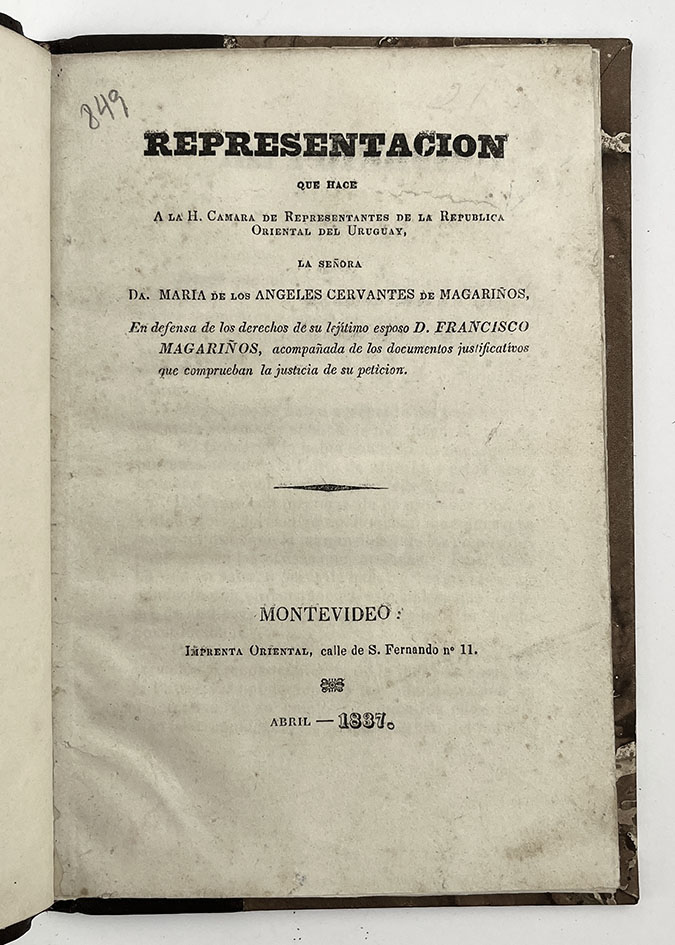 849
21
REPRESENTACION
QUE HACE
A LA H. CAMARA DE REPRESENTANTES DE LA REPUBLICA
ORIENTAL DEL URUGUAY,
LA SEÑORA
DA. MARIA DE LOS ANGELES CERVANTES DE MAGARIÑOS,
En defensa de los derechos de su lejítimo esposo D. FRANCISCO
MAGARIÑOS, acompañada de los documentos justificativos
que comprueban la justicia de su peticion.
MONTEVIDEO:
IMPRENTA ORIENTAL, calle de S. Fernando nº 11.
ABRIL — 1837.